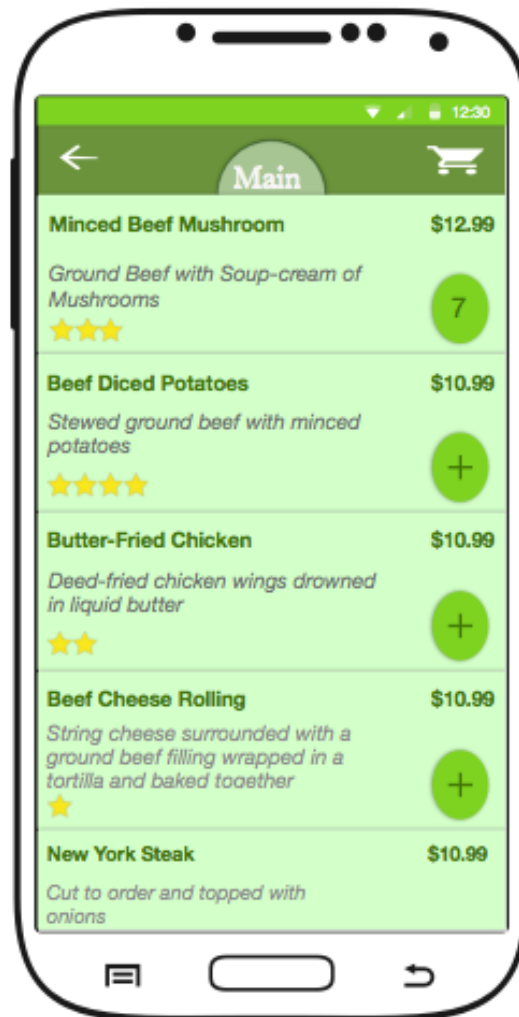 12:30
Main
Minced Beef Mushroom $12.99
Ground Beef with Soup-cream of
Mushrooms
7
Beef Diced Potatoes $10.99
Stewed ground beef with minced
potatoes
+
Butter-Fried Chicken $10.99
Deed-fried chicken wings drowned
in liquid butter
+
Beef Cheese Rolling $10.99
String cheese surrounded with a
ground beef filling wrapped in a
tortilla and baked together
+
New York Steak $10.99
Cut to order and topped with
onions